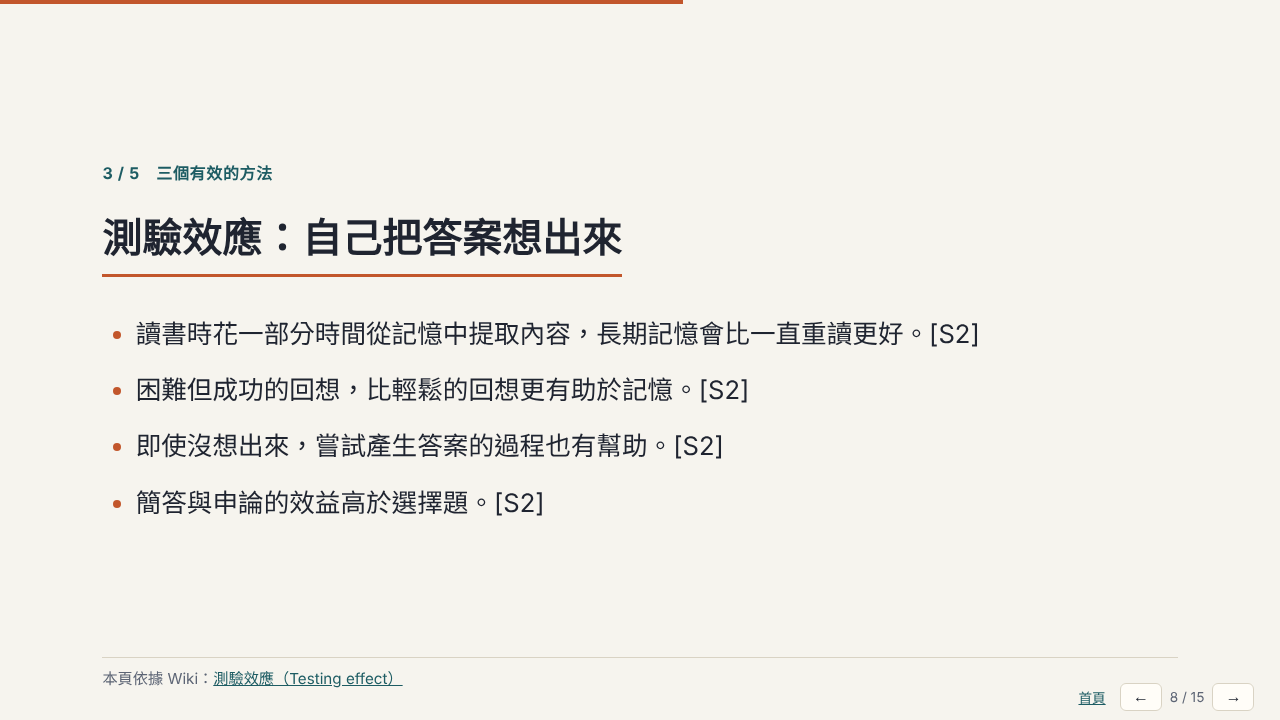 3 / 5　三個有效的方法
測驗效應：自己把答案想出來
讀書時花一部分時間從記憶中提取內容，長期記憶會比一直重讀更好。[S2]
困難但成功的回想，比輕鬆的回想更有助於記憶。[S2]
即使沒想出來，嘗試產生答案的過程也有幫助。[S2]
簡答與申論的效益高於選擇題。[S2]
本頁依據 Wiki：測驗效應（Testing effect）
首頁 ← 8 / 15 →